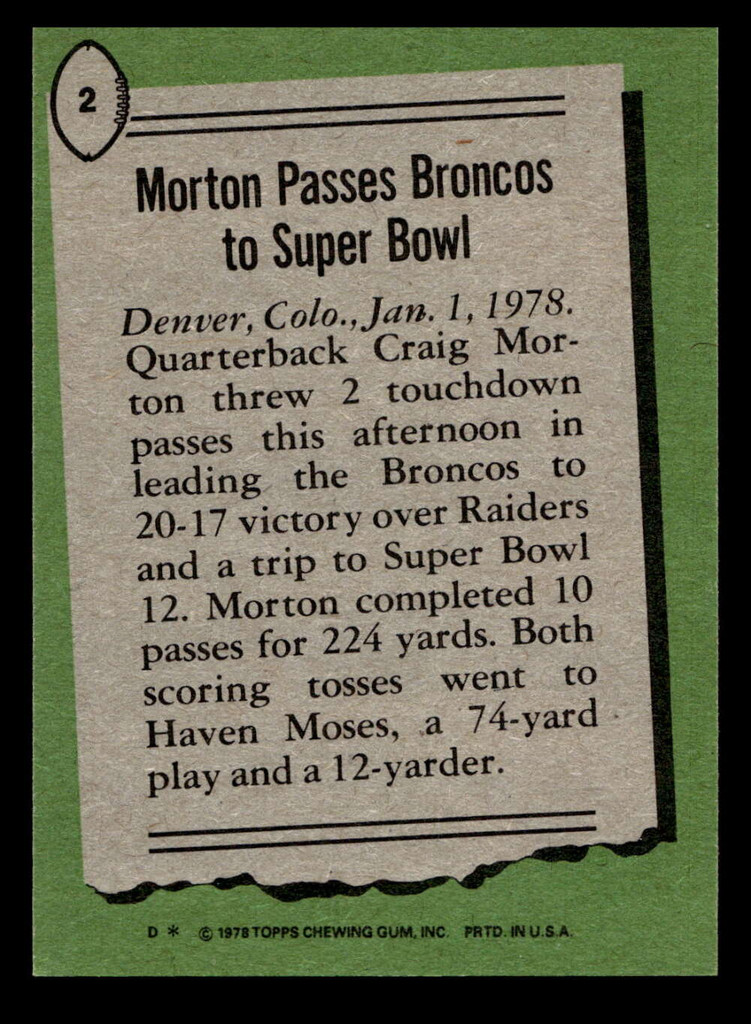 2
Morton Passes Broncos
to Super Bowl
Denver, Colo., Jan. 1, 1978.
Quarterback Craig Mor-
ton threw 2 touchdown
passes this afternoon in
leading the Broncos to
20-17 victory over Raiders
and a trip to Super Bowl
12. Morton completed 10
passes for 224 yards. Both
scoring tosses went to
Haven Moses, a 74-yard
play and a 12-yarder.
D * © 1978 TOPPS CHEWING GUM, INC. PRTD. IN U.S.A.